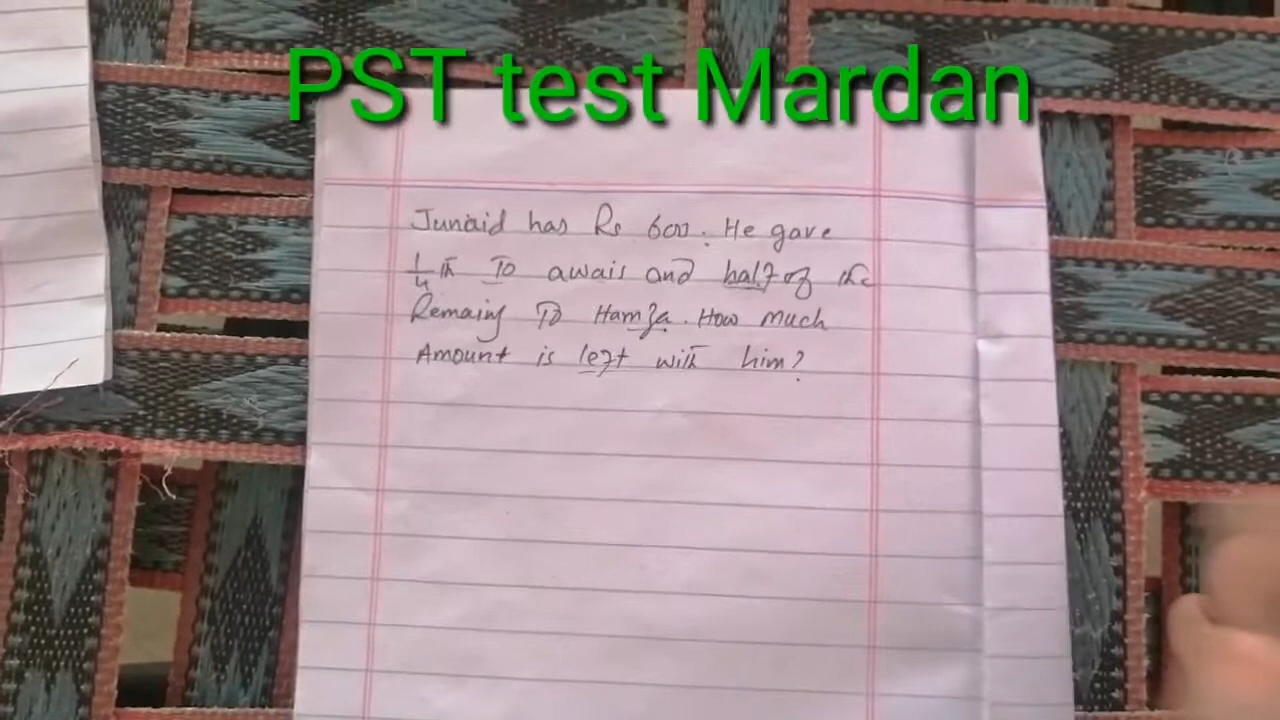 PST test Mardan
Junaid has Rs 600. He gave
1/4th To awais and half of the
Remaing To Hamza. How much
Amount is left with him?